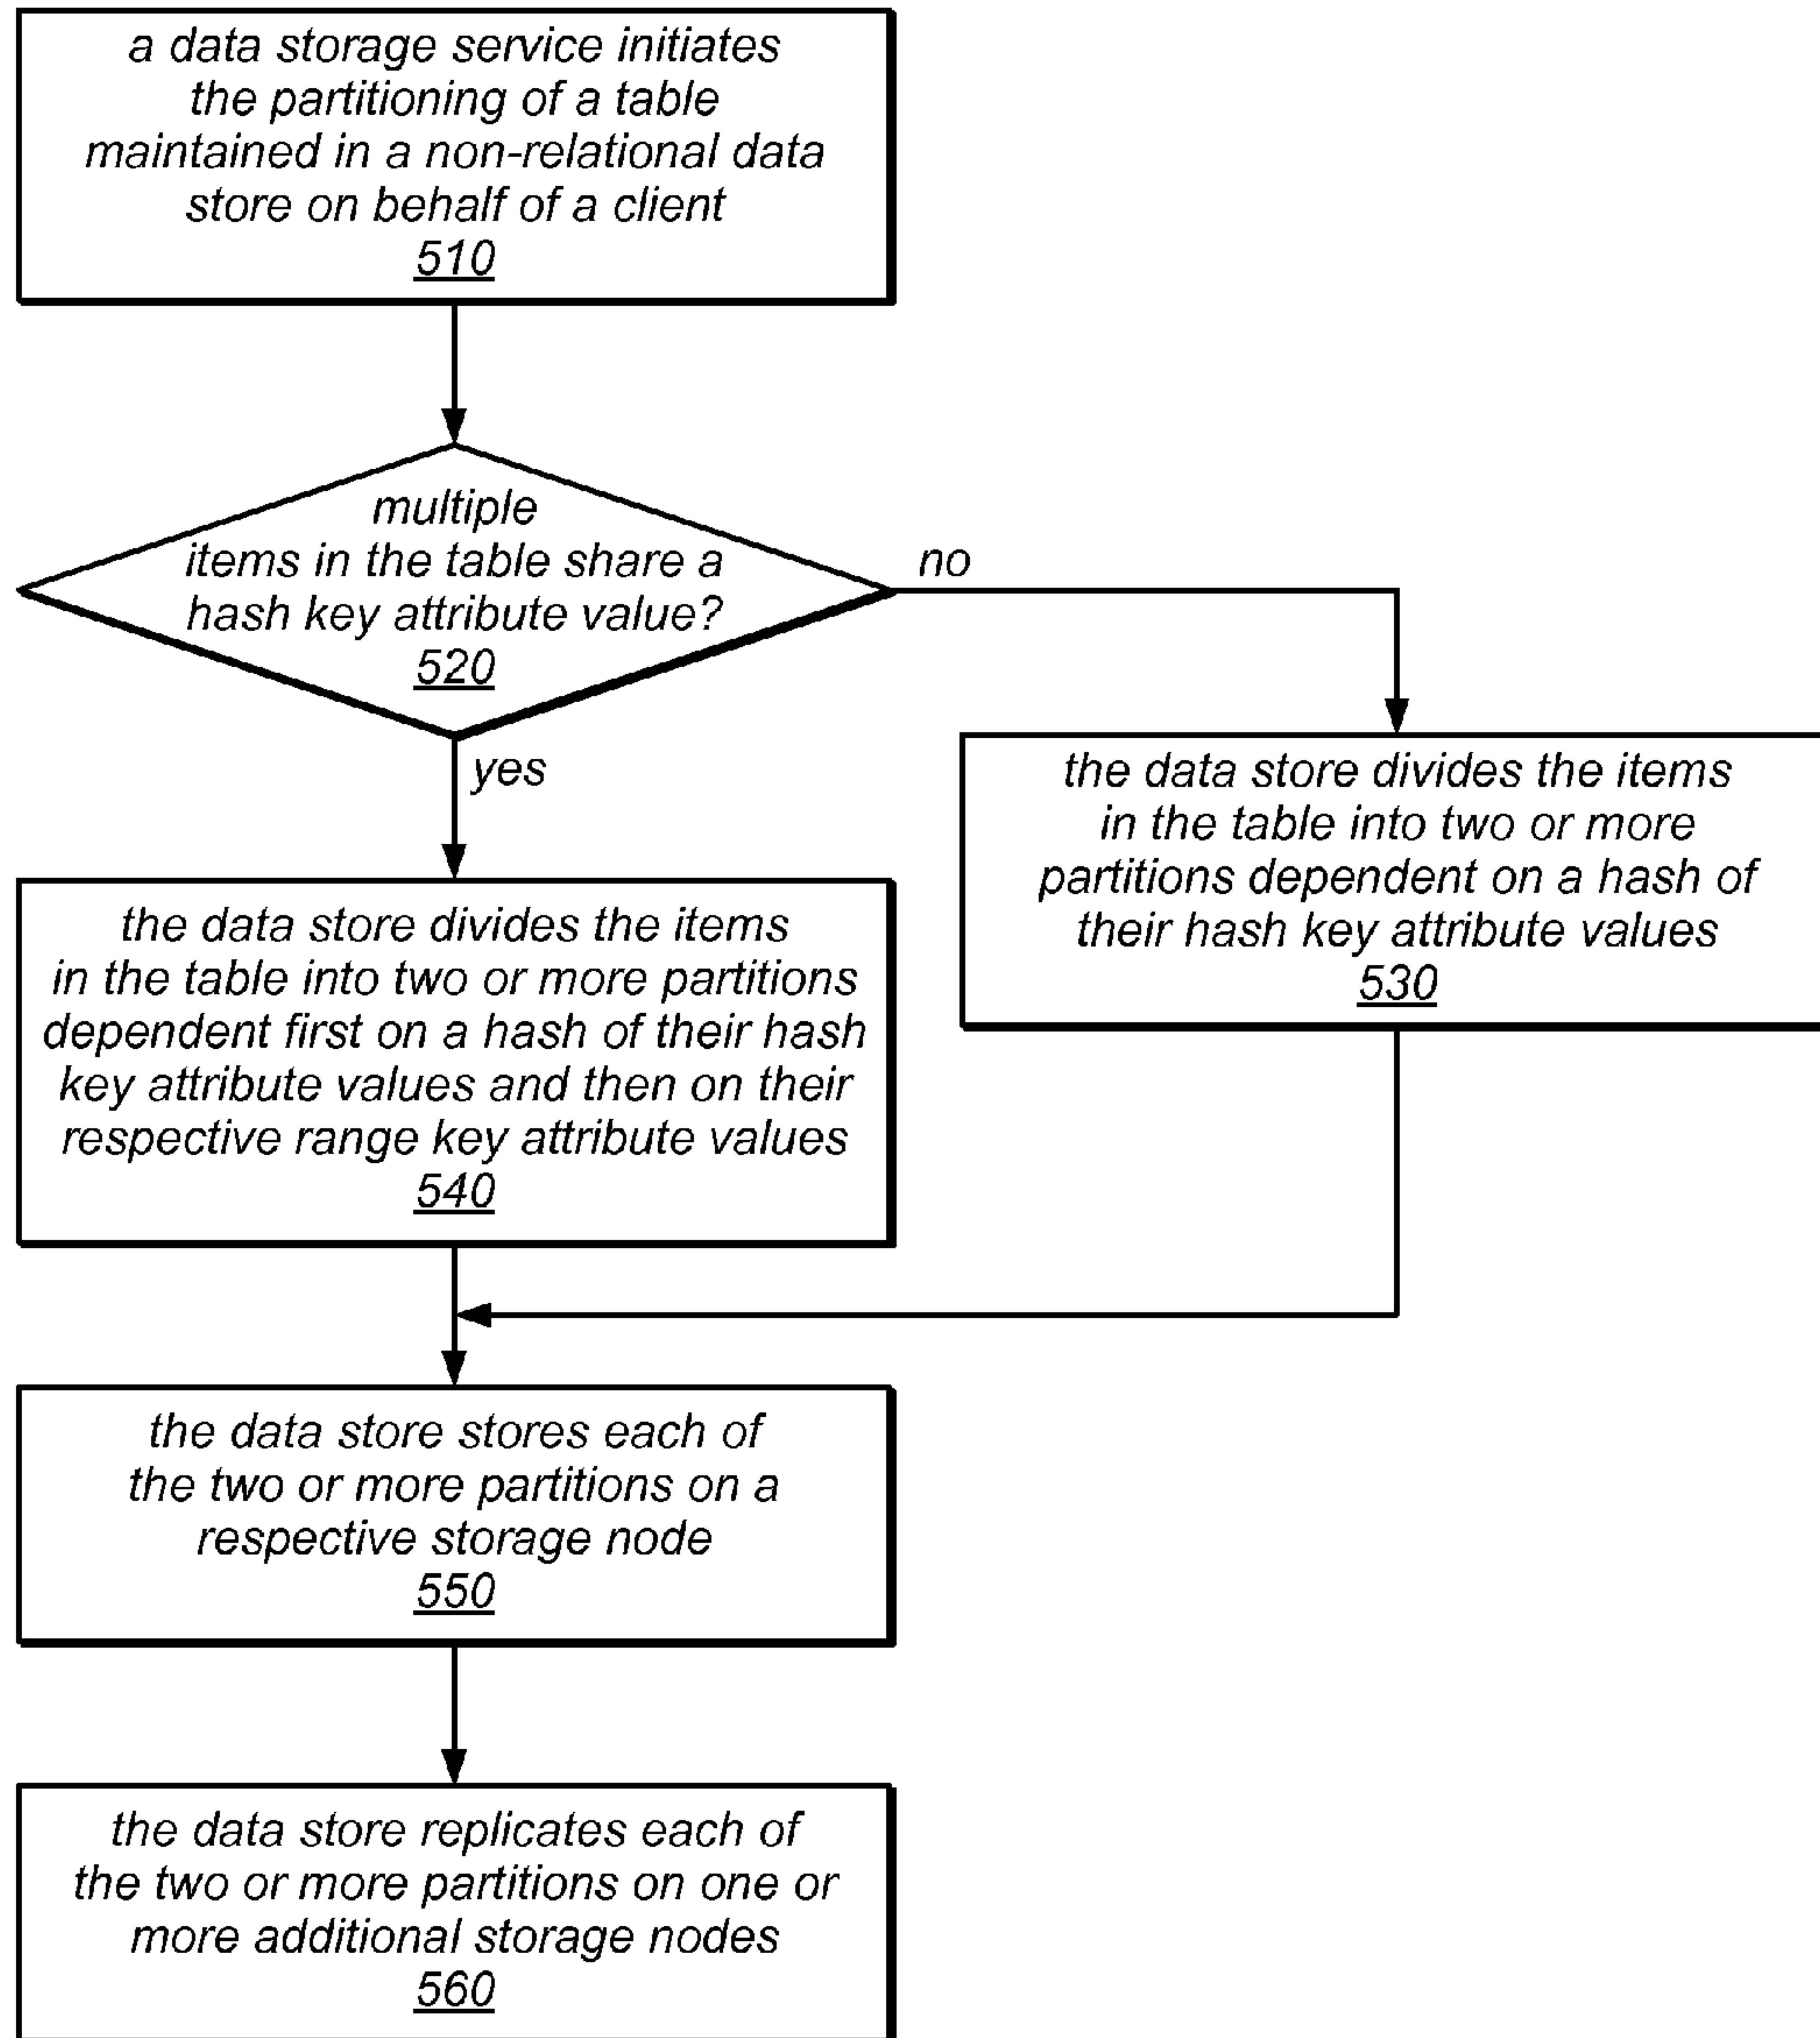 a data storage service initiates
the partitioning of a table
maintained in a non-relational data
store on behalf of a client
510
multiple
items in the table share a
hash key attribute value?
520
no
yes
the data store divides the items
in the table into two or more
partitions dependent on a hash of
their hash key attribute values
530
the data store divides the items
in the table into two or more partitions
dependent first on a hash of their hash
key attribute values and then on their
respective range key attribute values
540
the data store stores each of
the two or more partitions on a
respective storage node
550
the data store replicates each of
the two or more partitions on one or
more additional storage nodes
560